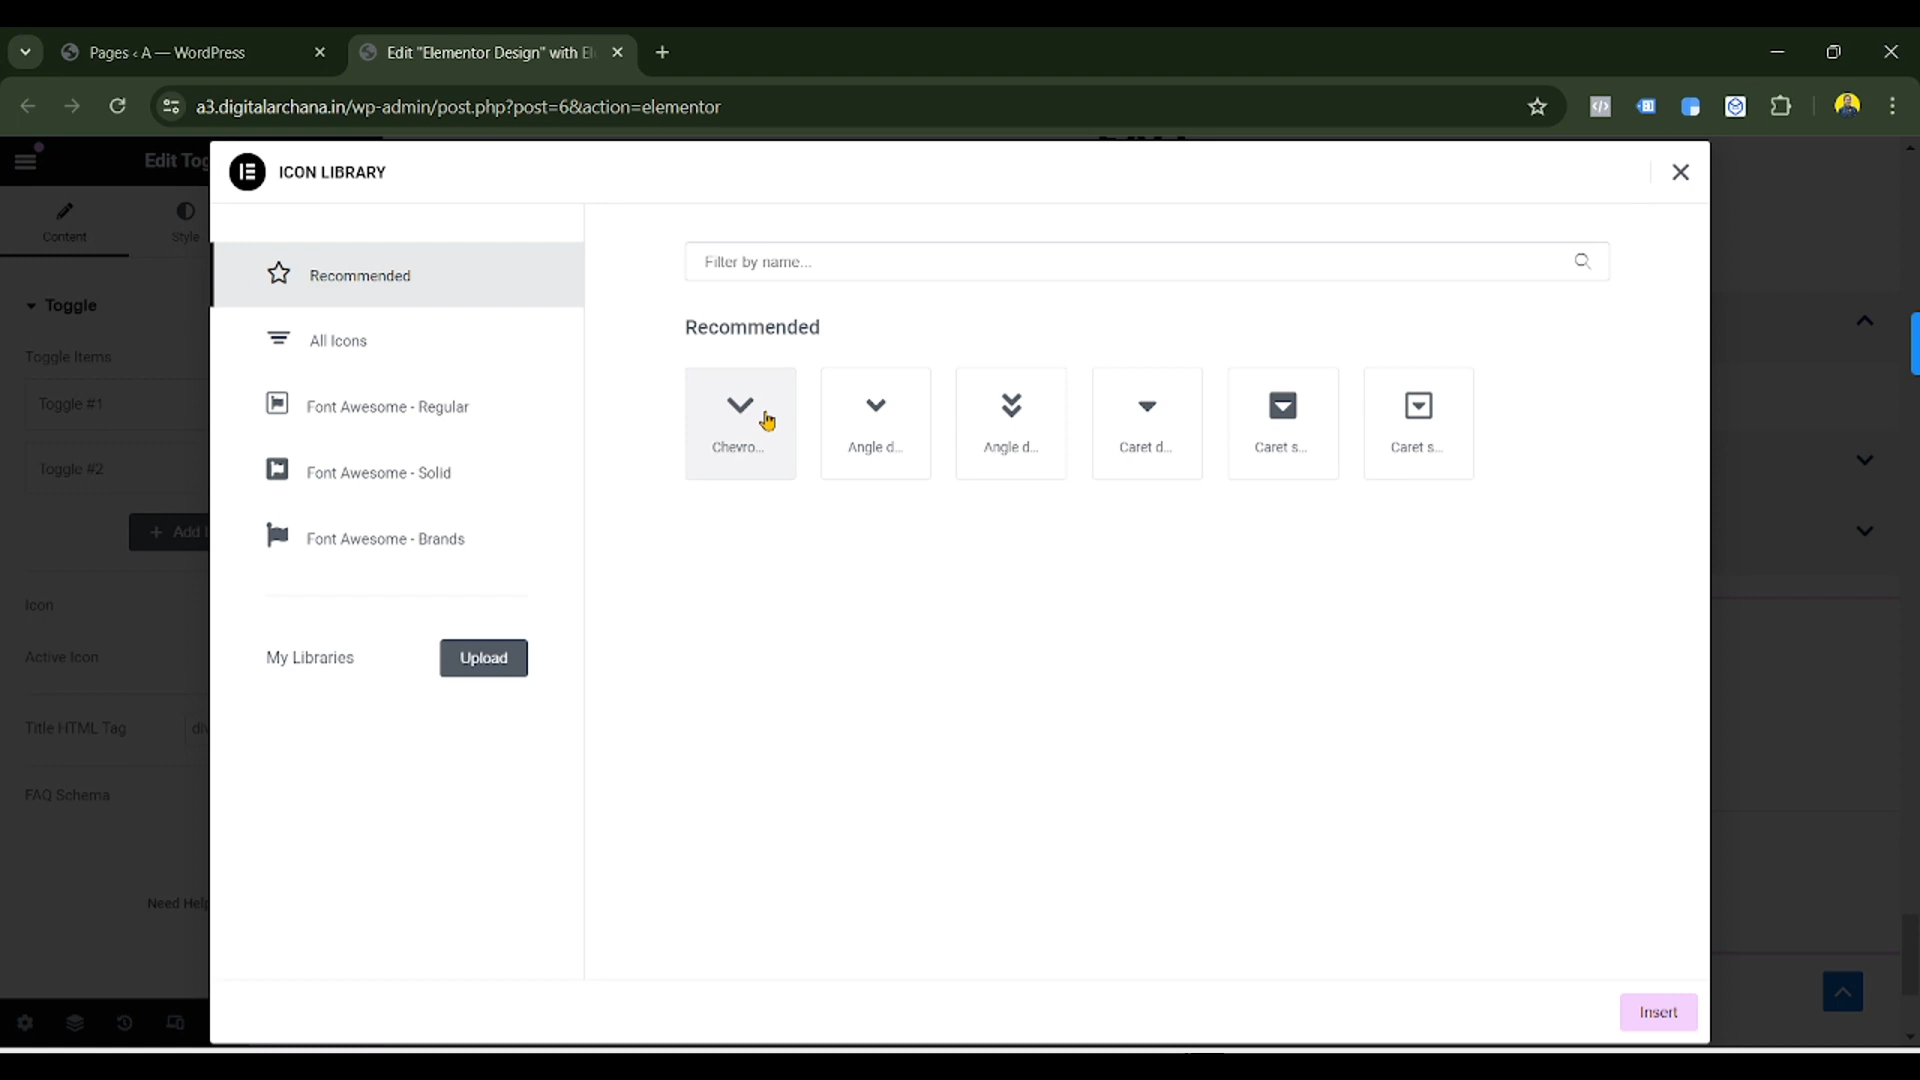 Pages ‹ A — WordPress
Edit "Elementor Design" with El
a3.digitalarchana.in/wp-admin/post.php?post=6&action=elementor
Edit Tog
ICON LIBRARY
Content
Style
Recommended
All Icons
Font Awesome - Regular
Font Awesome - Solid
Font Awesome - Brands
My Libraries
Upload
Filter by name...
Recommended
Chevro...
Angle d...
Angle d...
Caret d...
Caret s...
Caret s...
Toggle
Toggle Items
Toggle #1
Toggle #2
+ Add I
Icon
Active Icon
Title HTML Tag
div
FAQ Schema
Need Help
Insert